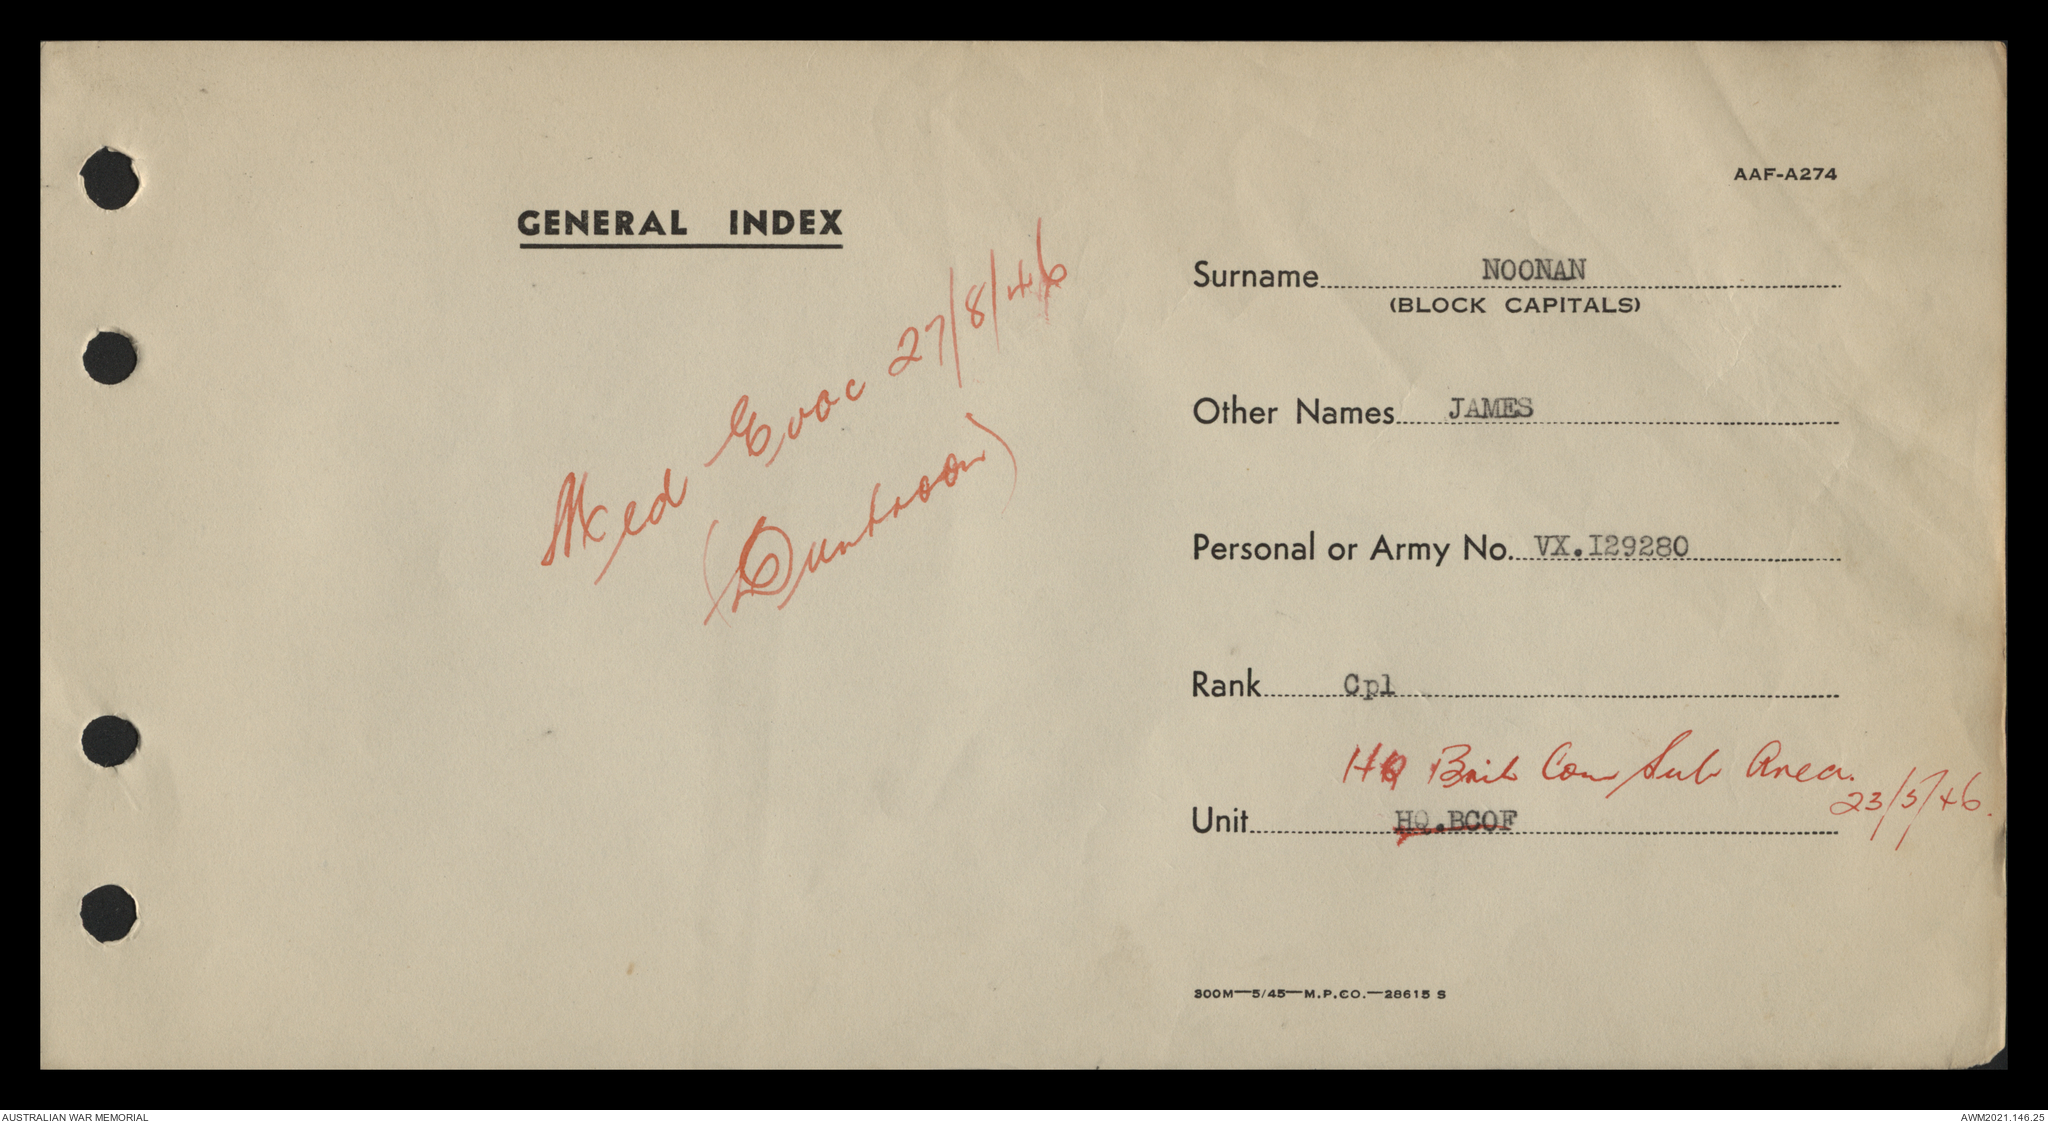 AAF-A274
GENERAL INDEX
Med Evac 27/8/46
(Duntroon)
Surname NOONAN
(BLOCK CAPITALS)
Other Names JAMES
Personal or Army No. VX.I29280
Rank Cpl
HQ Brit Com Sub Area.
23/5/46.
Unit HQ.BCOF
300M—5/45—M.P.CO.—28615 S
AUSTRALIAN WAR MEMORIAL
AWM2021.146.25